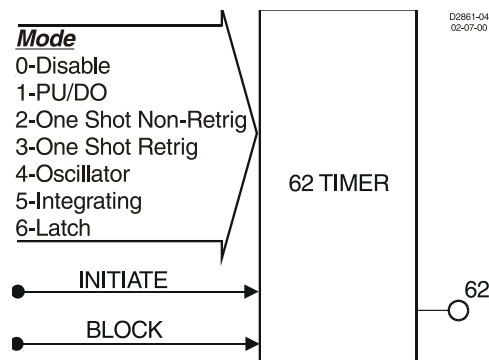 D2861-04
02-07-00
Mode
0-Disable
1-PU/DO
2-One Shot Non-Retrig
3-One Shot Retrig
4-Oscillator
5-Integrating
6-Latch
62 TIMER
INITIATE
62
BLOCK